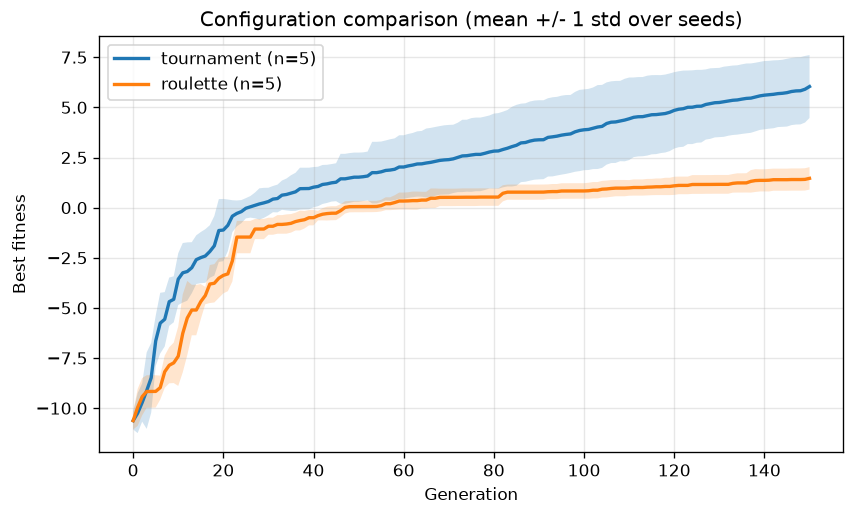 Configuration comparison (mean +/- 1 std over seeds)
tournament (n=5)
roulette (n=5)
Best fitness
7.5
5.0
2.5
0.0
−2.5
−5.0
−7.5
−10.0
0 20 40 60 80 100 120 140
Generation